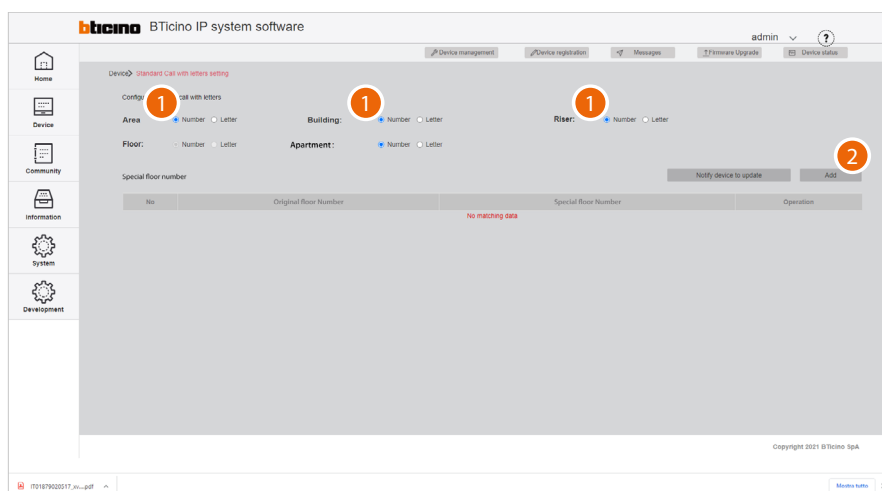 bticino BTicino IP system software
admin ?
Device management Device registration Messages Firmware Upgrade Device status
Home
Device> Standard Call with letters setting
call with letters
1 1 1
Area Number Letter Building: Number Letter Riser: Number Letter
Device
Floor: Number Letter Apartment: Number Letter
2
Community
Special floor number Notify device to update Add
No Original floor Number Special floor Number Operation
Information
No matching data
System
Development
Copyright 2021 BTicino SpA
Mostra tutto